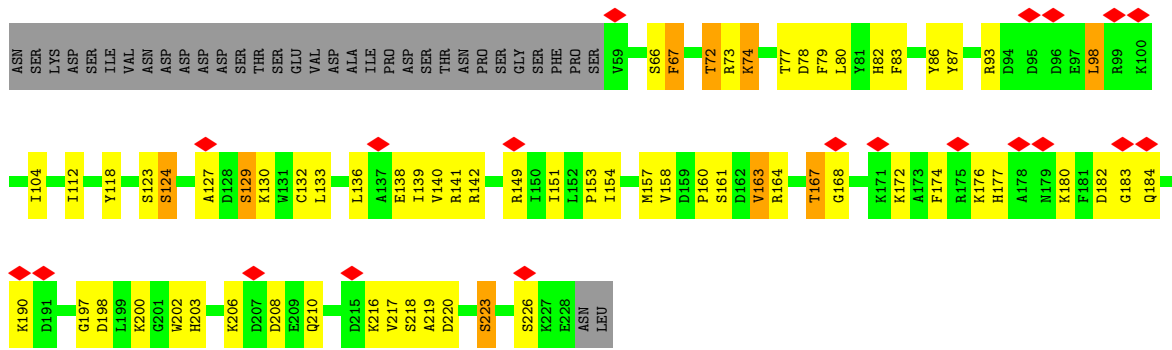 ASN SER LYS ASP SER ILE VAL ASN ASP ASP ASP ASP SER THR SER GLU VAL ASP ALA ILE PRO ASP SER THR ASN PRO SER GLY SER PHE PRO SER V59 S66 F67 T72 R73 K74 T77 D78 F79 L80 Y81 H82 F83 Y86 Y87 R93 D94 D95 D96 E97 L98 R99 K100
I104 I112 Y118 S123 S124 A127 D128 S129 K130 W131 C132 L133 L136 A137 E138 I139 V140 R141 R142 R149 I150 I151 L152 P153 I154 M157 V158 D159 P160 S161 D162 V163 R164 T167 G168 K171 K172 A173 F174 R175 K176 H177 A178 N179 K180 F181 D182 G183 Q184
K190 D191 G197 D198 L199 K200 G201 W202 H203 K206 D207 D208 E209 Q210 D215 K216 V217 S218 A219 D220 S223 S226 K227 E228 ASN LEU